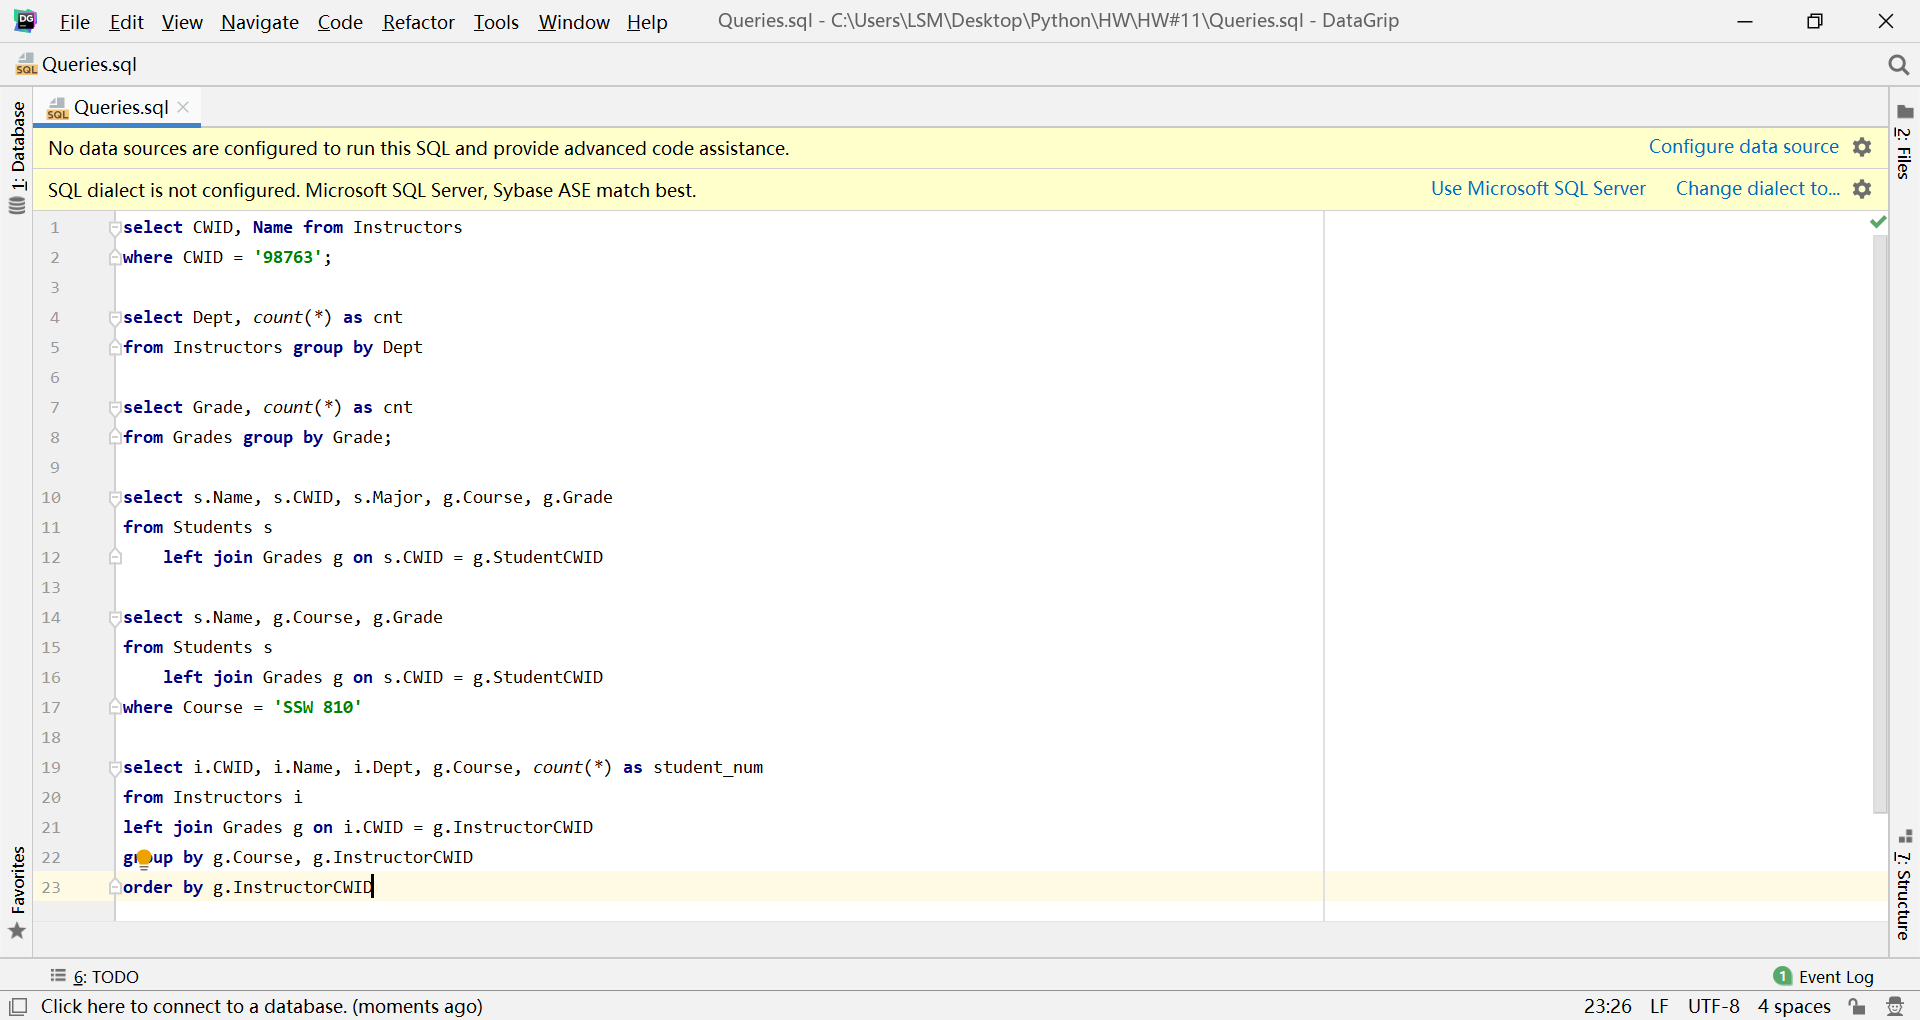 DG File Edit View Navigate Code Refactor Tools Window Help Queries.sql - C:\Users\LSM\Desktop\Python\HW\HW#11\Queries.sql - DataGrip
SQL Queries.sql
SQL Queries.sql
1: Database
2: Files
No data sources are configured to run this SQL and provide advanced code assistance. Configure data source
SQL dialect is not configured. Microsoft SQL Server, Sybase ASE match best. Use Microsoft SQL Server Change dialect to...
1 select CWID, Name from Instructors
2 where CWID = '98763';
3
4 select Dept, count(*) as cnt
5 from Instructors group by Dept
6
7 select Grade, count(*) as cnt
8 from Grades group by Grade;
9
10 select s.Name, s.CWID, s.Major, g.Course, g.Grade
11 from Students s
12 left join Grades g on s.CWID = g.StudentCWID
13
14 select s.Name, g.Course, g.Grade
15 from Students s
16 left join Grades g on s.CWID = g.StudentCWID
17 where Course = 'SSW 810'
18
19 select i.CWID, i.Name, i.Dept, g.Course, count(*) as student_num
20 from Instructors i
21 left join Grades g on i.CWID = g.InstructorCWID
22 group by g.Course, g.InstructorCWID
23 order by g.InstructorCWID
Favorites
7: Structure
6: TODO 1 Event Log
Click here to connect to a database. (moments ago) 23:26 LF UTF-8 4 spaces